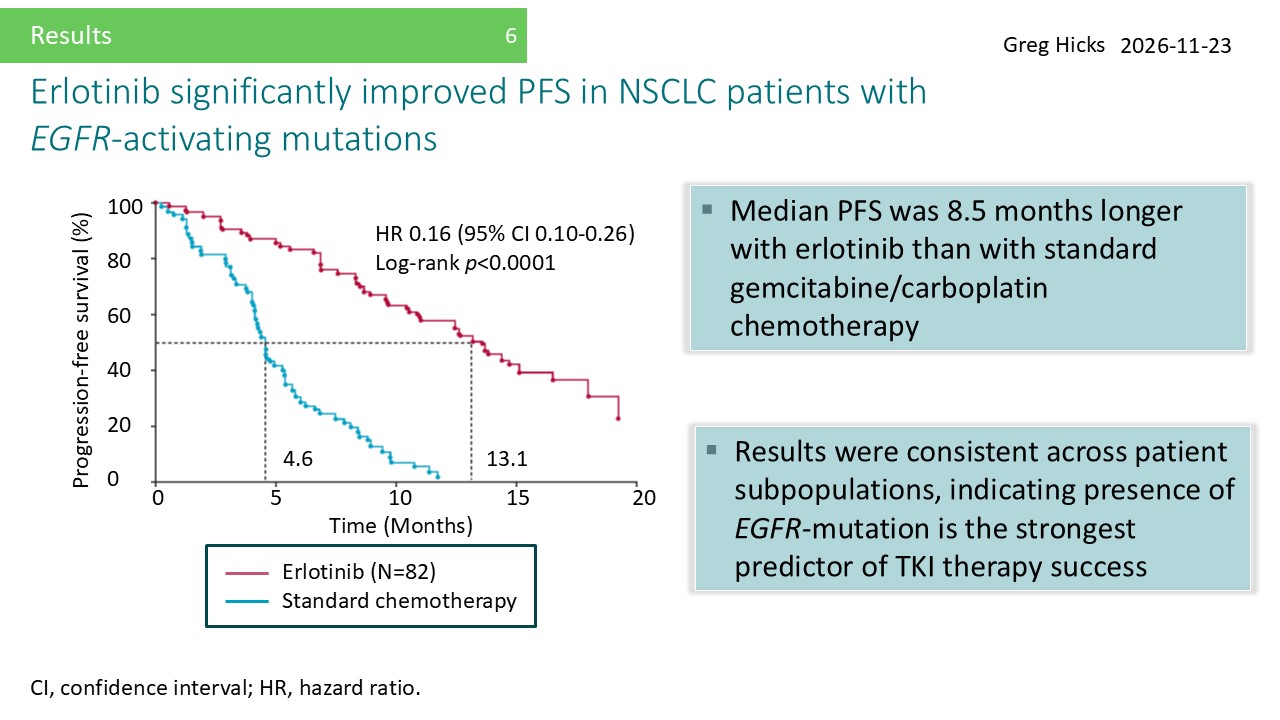 Results 6
Greg Hicks 2026-11-23
Erlotinib significantly improved PFS in NSCLC patients with
EGFR-activating mutations
Progression-free survival (%)
100
80
60
40
20
0
HR 0.16 (95% CI 0.10-0.26)
Log-rank p<0.0001
4.6 13.1
0 5 10 15 20
Time (Months)
Erlotinib (N=82)
Standard chemotherapy
▪ Median PFS was 8.5 months longer
with erlotinib than with standard
gemcitabine/carboplatin
chemotherapy
▪ Results were consistent across patient
subpopulations, indicating presence of
EGFR-mutation is the strongest
predictor of TKI therapy success
CI, confidence interval; HR, hazard ratio.